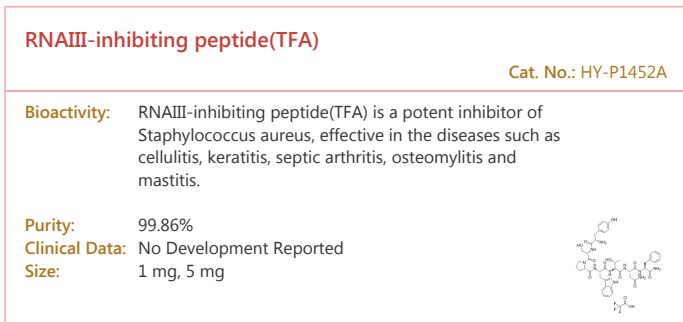 RNAIII-inhibiting peptide(TFA)
Cat. No.: HY-P1452A
Bioactivity: RNAIII-inhibiting peptide(TFA) is a potent inhibitor of
Staphylococcus aureus, effective in the diseases such as
cellulitis, keratitis, septic arthritis, osteomylitis and
mastitis.
Purity: 99.86%
Clinical Data: No Development Reported
Size: 1 mg, 5 mg